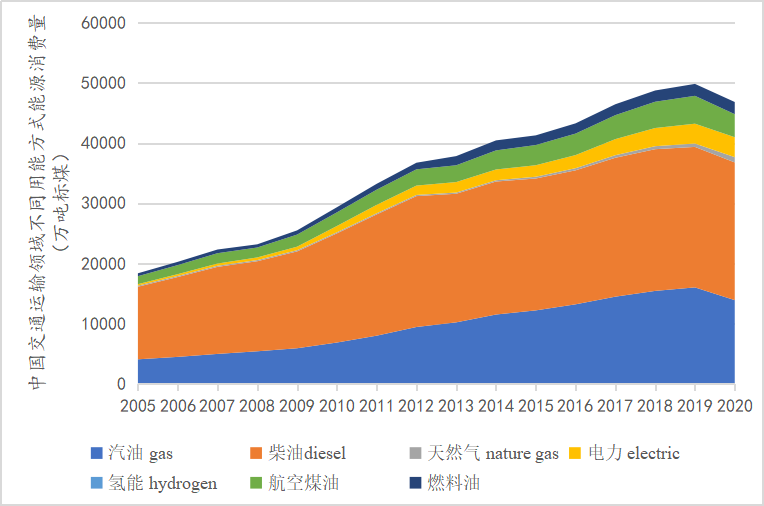 中国交通运输领域不同用能方式能源消费量
（万吨标煤）
60000
50000
40000
30000
20000
10000
0
2005 2006 2007 2008 2009 2010 2011 2012 2013 2014 2015 2016 2017 2018 2019 2020
汽油 gas 柴油diesel 天然气 nature gas 电力 electric
氢能 hydrogen 航空煤油 燃料油